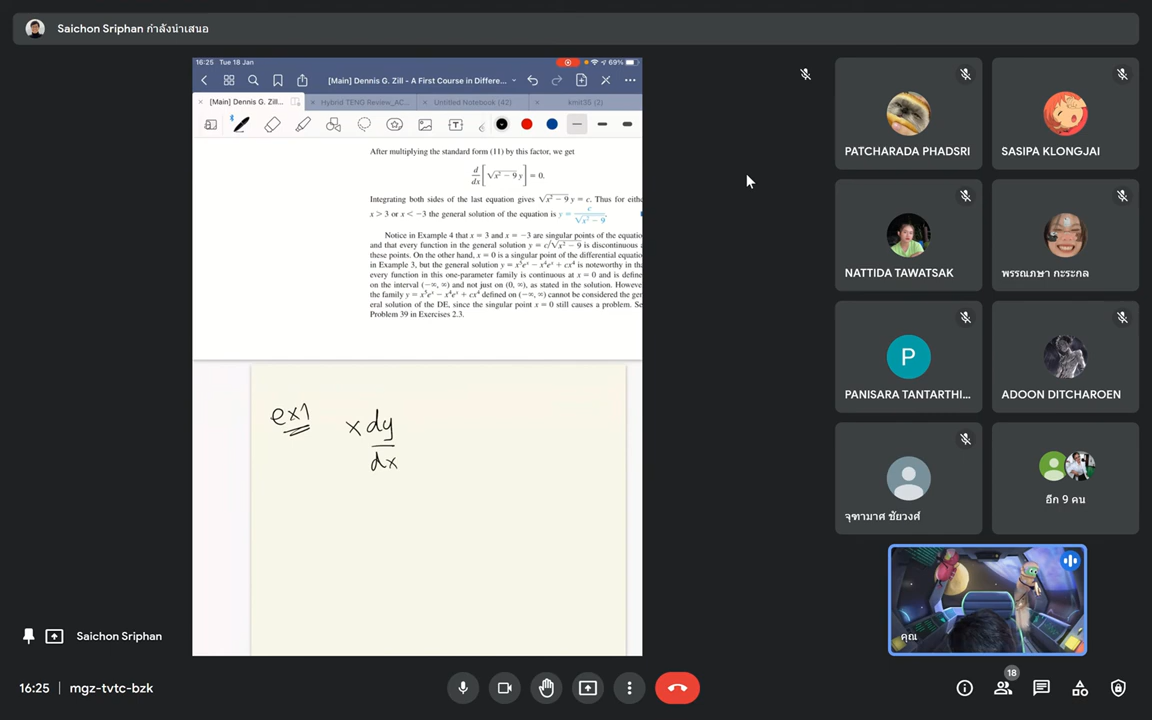 Saichon Sriphan กำลังนำเสนอ
16:25 Tue 18 Jan
69%
[Main] Dennis G. Zill - A First Course in Differe...
[Main] Dennis G. Zill...
Hybrid TENG Review_AC...
Untitled Notebook (42)
kmit35 (2)
After multiplying the standard form (11) by this factor, we get
d/dx [√x² − 9 y] = 0.
Integrating both sides of the last equation gives √x² − 9 y = c. Thus for eithe
x > 3 or x < −3 the general solution of the equation is y = c/√x² − 9.
Notice in Example 4 that x = 3 and x = −3 are singular points of the equatio
and that every function in the general solution y = c/√x² − 9 is discontinuous a
these points. On the other hand, x = 0 is a singular point of the differential equatio
in Example 3, but the general solution y = x⁵eˣ − x⁴eˣ + cx⁴ is noteworthy in tha
every function in this one-parameter family is continuous at x = 0 and is define
on the interval (−∞, ∞) and not just on (0, ∞), as stated in the solution. However
the family y = x⁵eˣ − x⁴eˣ + cx⁴ defined on (−∞, ∞) cannot be considered the gen
eral solution of the DE, since the singular point x = 0 still causes a problem. Se
Problem 39 in Exercises 2.3.
ex1 x dy/dx
PATCHARADA PHADSRI
SASIPA KLONGJAI
NATTIDA TAWATSAK
พรรณภษา กะระกล
P
PANISARA TANTARTHI...
ADOON DITCHAROEN
จุฑามาศ ชัยวงศ์
อีก 9 คน
คุณ
Saichon Sriphan
16:25 | mgz-tvtc-bzk
18